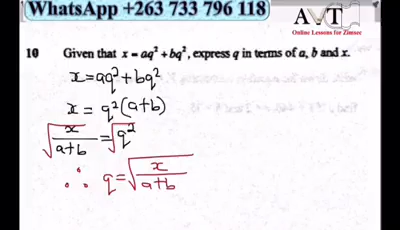 WhatsApp +263 733 796 118
AVT
Online Lessons for Zimsec
10 Given that x = aq² + bq², express q in terms of a, b and x.
x = aq² + bq²
x = q²(a+b)
√(x/(a+b)) = √q²
∴ q = √(x/(a+b))